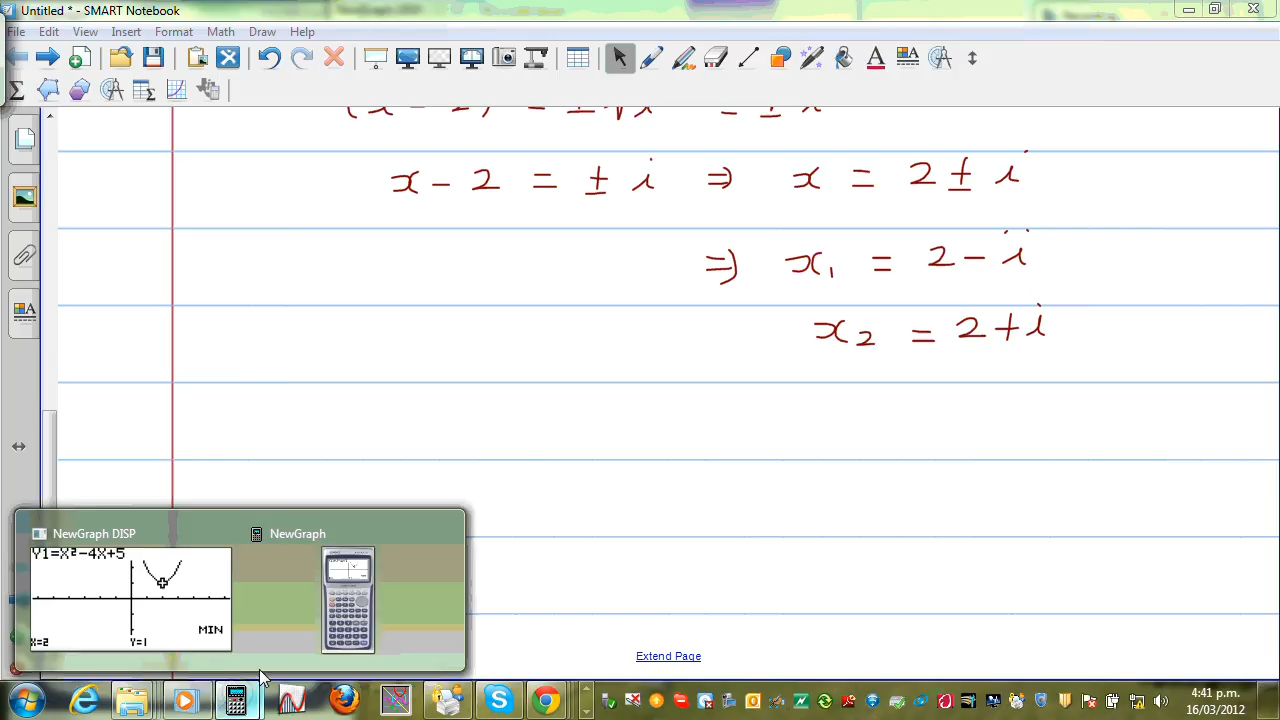 Untitled * - SMART Notebook
File Edit View Insert Format Math Draw Help
x - 2 = ± i ⇒ x = 2 ± i
⇒ x₁ = 2 - i
x₂ = 2 + i
NewGraph DISP
NewGraph
Y1=X²-4X+5
MIN
X=2 Y=1
Extend Page
4:41 p.m.
16/03/2012